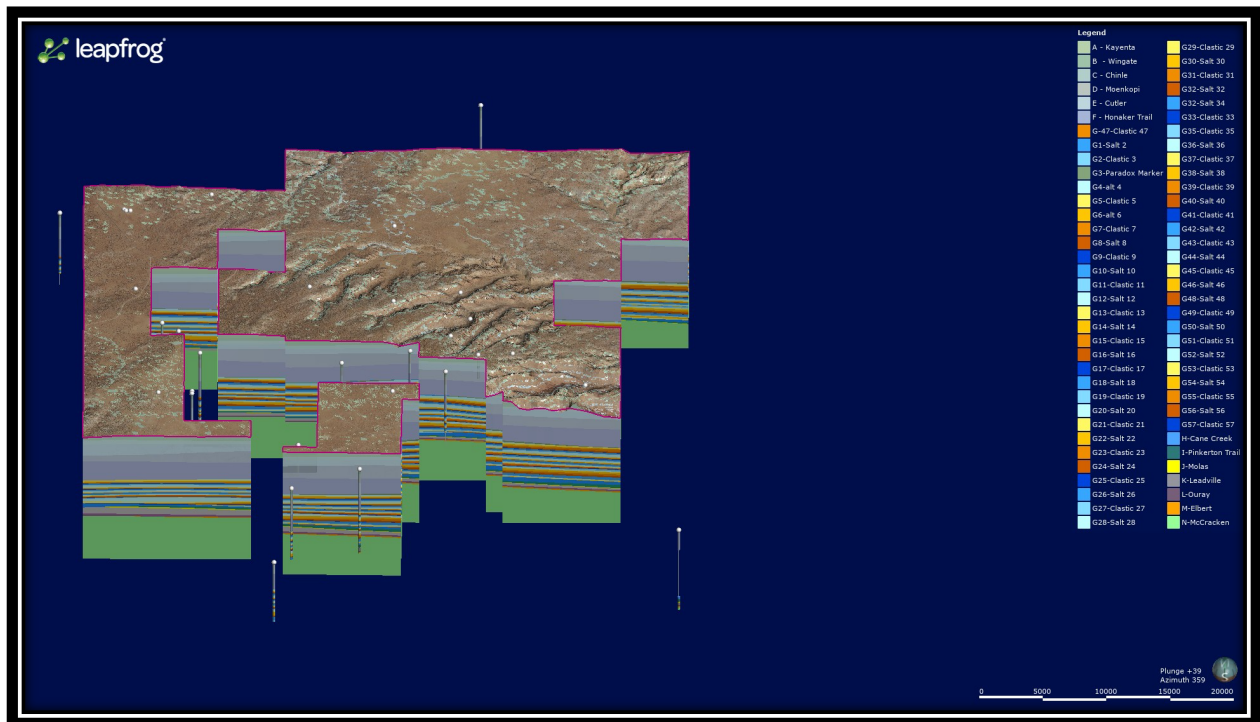 leapfrog
Legend
A - Kayenta
B - Wingate
C - Chinle
D - Moenkopi
E - Cutler
F - Honaker Trail
G-47-Clastic 47
G1-Salt 2
G2-Clastic 3
G3-Paradox Marker
G4-alt 4
G5-Clastic 5
G6-alt 6
G7-Clastic 7
G8-Salt 8
G9-Clastic 9
G10-Salt 10
G11-Clastic 11
G12-Salt 12
G13-Clastic 13
G14-Salt 14
G15-Clastic 15
G16-Salt 16
G17-Clastic 17
G18-Salt 18
G19-Clastic 19
G20-Salt 20
G21-Clastic 21
G22-Salt 22
G23-Clastic 23
G24-Salt 24
G25-Clastic 25
G26-Salt 26
G27-Clastic 27
G28-Salt 28
G29-Clastic 29
G30-Salt 30
G31-Clastic 31
G32-Salt 32
G32-Salt 34
G33-Clastic 33
G35-Clastic 35
G36-Salt 36
G37-Clastic 37
G38-Salt 38
G39-Clastic 39
G40-Salt 40
G41-Clastic 41
G42-Salt 42
G43-Clastic 43
G44-Salt 44
G45-Clastic 45
G46-Salt 46
G48-Salt 48
G49-Clastic 49
G50-Salt 50
G51-Clastic 51
G52-Salt 52
G53-Clastic 53
G54-Salt 54
G55-Clastic 55
G56-Salt 56
G57-Clastic 57
H-Cane Creek
I-Pinkerton Trail
J-Molas
K-Leadville
L-Ouray
M-Elbert
N-McCracken
Plunge +39
Azimuth 359
0 5000 10000 15000 20000